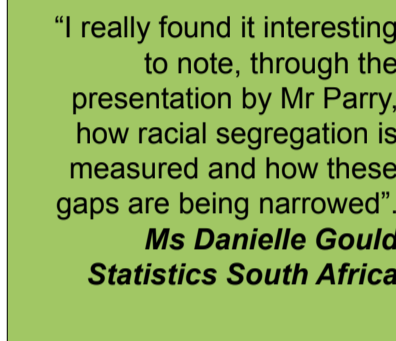 “I really found it interesting
to note, through the
presentation by Mr Parry,
how racial segregation is
measured and how these
gaps are being narrowed”.
Ms Danielle Gould
Statistics South Africa